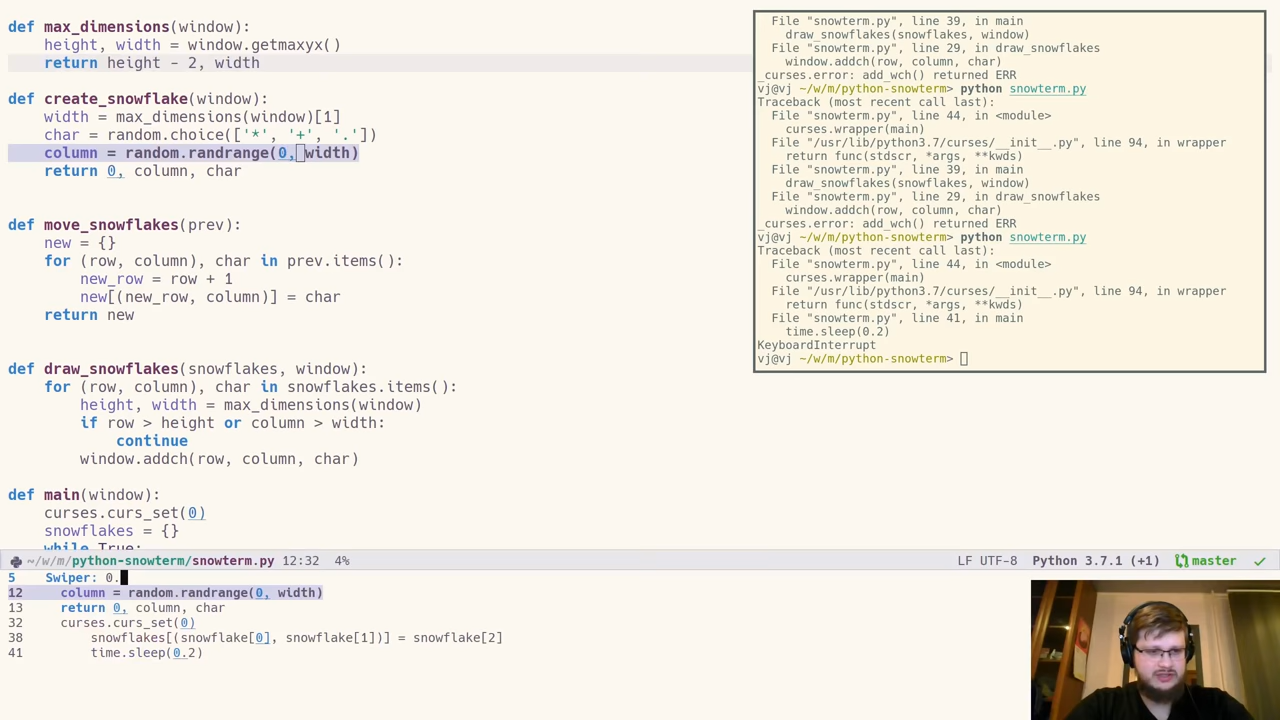 def max_dimensions(window):
    height, width = window.getmaxyx()
    return height - 2, width
def create_snowflake(window):
    width = max_dimensions(window)[1]
    char = random.choice(['*', '+', '.'])
    column = random.randrange(0, width)
    return 0, column, char
def move_snowflakes(prev):
    new = {}
    for (row, column), char in prev.items():
        new_row = row + 1
        new[(new_row, column)] = char
    return new
def draw_snowflakes(snowflakes, window):
    for (row, column), char in snowflakes.items():
        height, width = max_dimensions(window)
        if row > height or column > width:
            continue
        window.addch(row, column, char)
def main(window):
    curses.curs_set(0)
    snowflakes = {}
    while True:
  File "snowterm.py", line 39, in main
    draw_snowflakes(snowflakes, window)
  File "snowterm.py", line 29, in draw_snowflakes
    window.addch(row, column, char)
_curses.error: add_wch() returned ERR
vj@vj ~/w/m/python-snowterm> python snowterm.py
Traceback (most recent call last):
  File "snowterm.py", line 44, in <module>
    curses.wrapper(main)
  File "/usr/lib/python3.7/curses/__init__.py", line 94, in wrapper
    return func(stdscr, *args, **kwds)
  File "snowterm.py", line 39, in main
    draw_snowflakes(snowflakes, window)
  File "snowterm.py", line 29, in draw_snowflakes
    window.addch(row, column, char)
_curses.error: add_wch() returned ERR
vj@vj ~/w/m/python-snowterm> python snowterm.py
Traceback (most recent call last):
  File "snowterm.py", line 44, in <module>
    curses.wrapper(main)
  File "/usr/lib/python3.7/curses/__init__.py", line 94, in wrapper
    return func(stdscr, *args, **kwds)
  File "snowterm.py", line 41, in main
    time.sleep(0.2)
KeyboardInterrupt
vj@vj ~/w/m/python-snowterm>
~/w/m/python-snowterm/snowterm.py 12:32 4% LF UTF-8 Python 3.7.1 (+1) master
5 Swiper: 0.
12 column = random.randrange(0, width)
13 return 0, column, char
32 curses.curs_set(0)
38 snowflakes[(snowflake[0], snowflake[1])] = snowflake[2]
41 time.sleep(0.2)